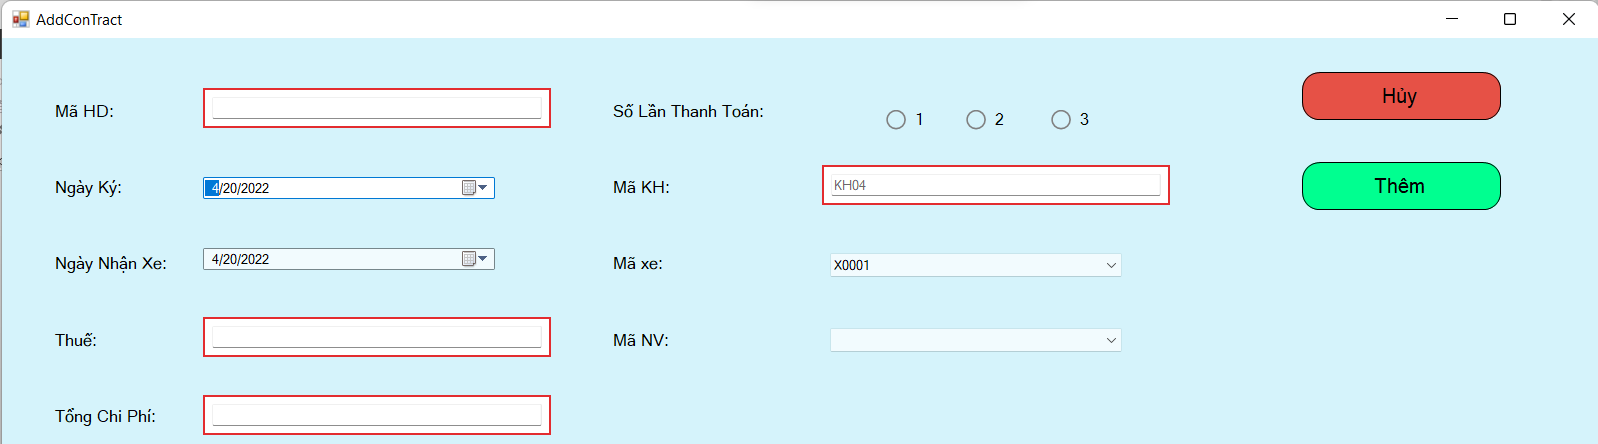 AddConTract
Mã HD:
Số Lần Thanh Toán:
1
2
3
Hủy
Ngày Ký:
4/20/2022
Mã KH:
KH04
Thêm
Ngày Nhận Xe:
4/20/2022
Mã xe:
X0001
Thuế:
Mã NV:
Tổng Chi Phí: